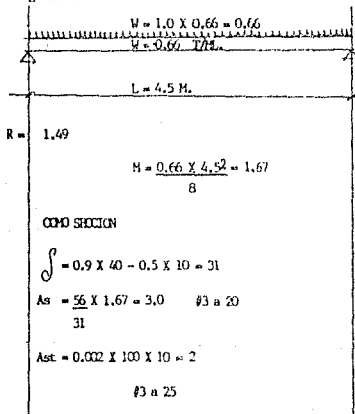 W = 1.0 X 0.66 = 0.66
W = 0.66 T/ML.
L = 4.5 M.
R = 1.49
M = 0.66 X 4.5² = 1.67
8
COMO SECCION
∫ = 0.9 X 40 - 0.5 X 10 = 31
As = 56 X 1.67 = 3.0 #3 a 20
31
Ast = 0.002 X 100 X 10 = 2
#3 a 25